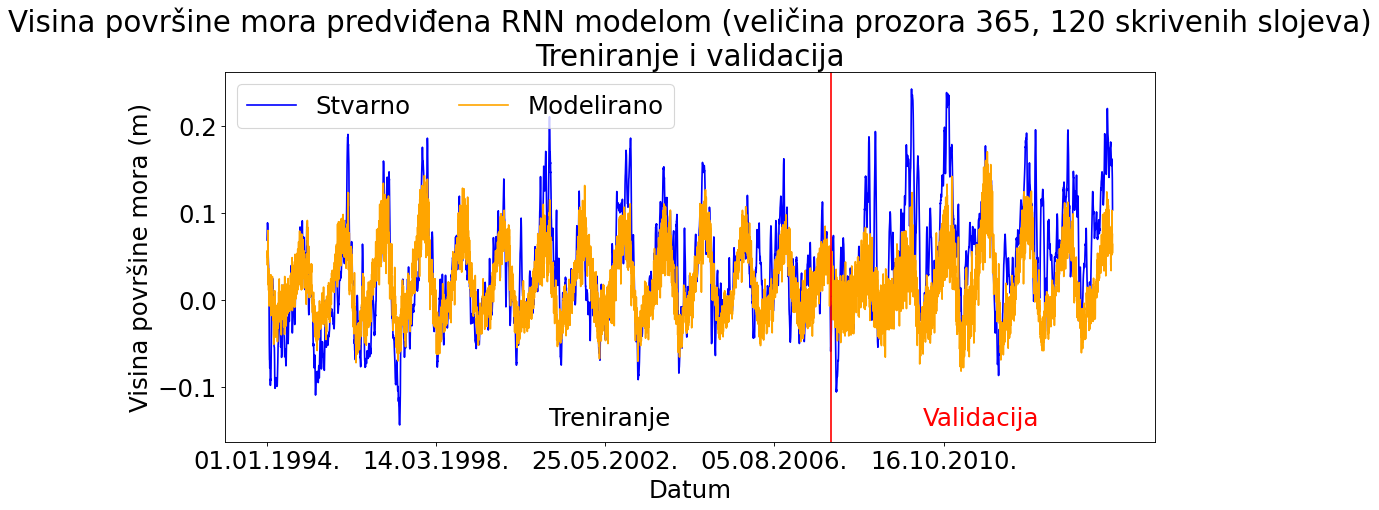 Visina površine mora predviđena RNN modelom (veličina prozora 365, 120 skrivenih slojeva)
Treniranje i validacija
Stvarno
Modelirano
Visina površine mora (m)
0.2
0.1
0.0
−0.1
Treniranje
Validacija
01.01.1994.
14.03.1998.
25.05.2002.
05.08.2006.
16.10.2010.
Datum